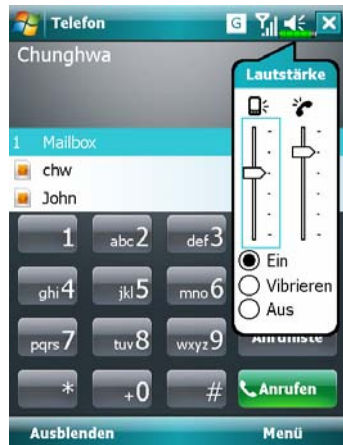 Telefon G
Chunghwa
Lautstärke
1 Mailbox
chw
John
Ein
Vibrieren
Aus
1 abc2 def3
ghi4 jkl5 mno6
pqrs7 tuv8 wxyz9
* +0 # Anrufen
Ausblenden Menü